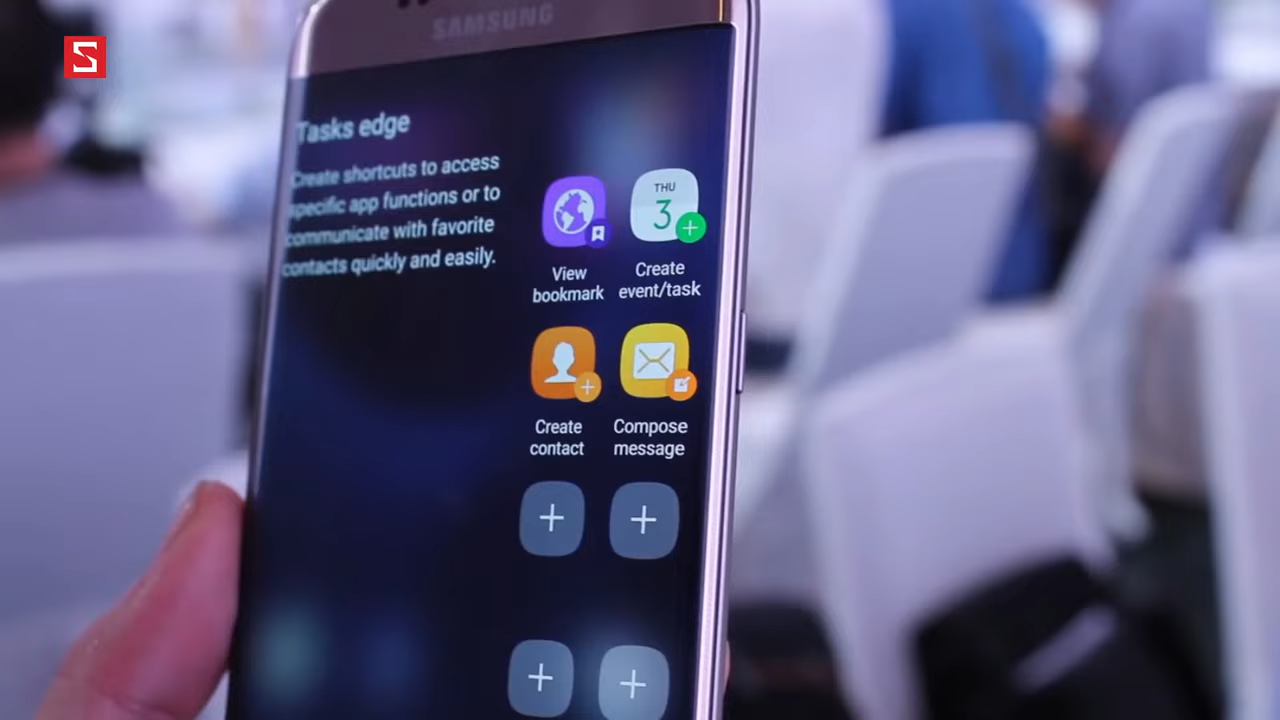 S
SAMSUNG
Tasks edge
Create shortcuts to access
specific app functions or to
communicate with favorite
contacts quickly and easily.
View
bookmark
THU
3
Create
event/task
Create
contact
Compose
message